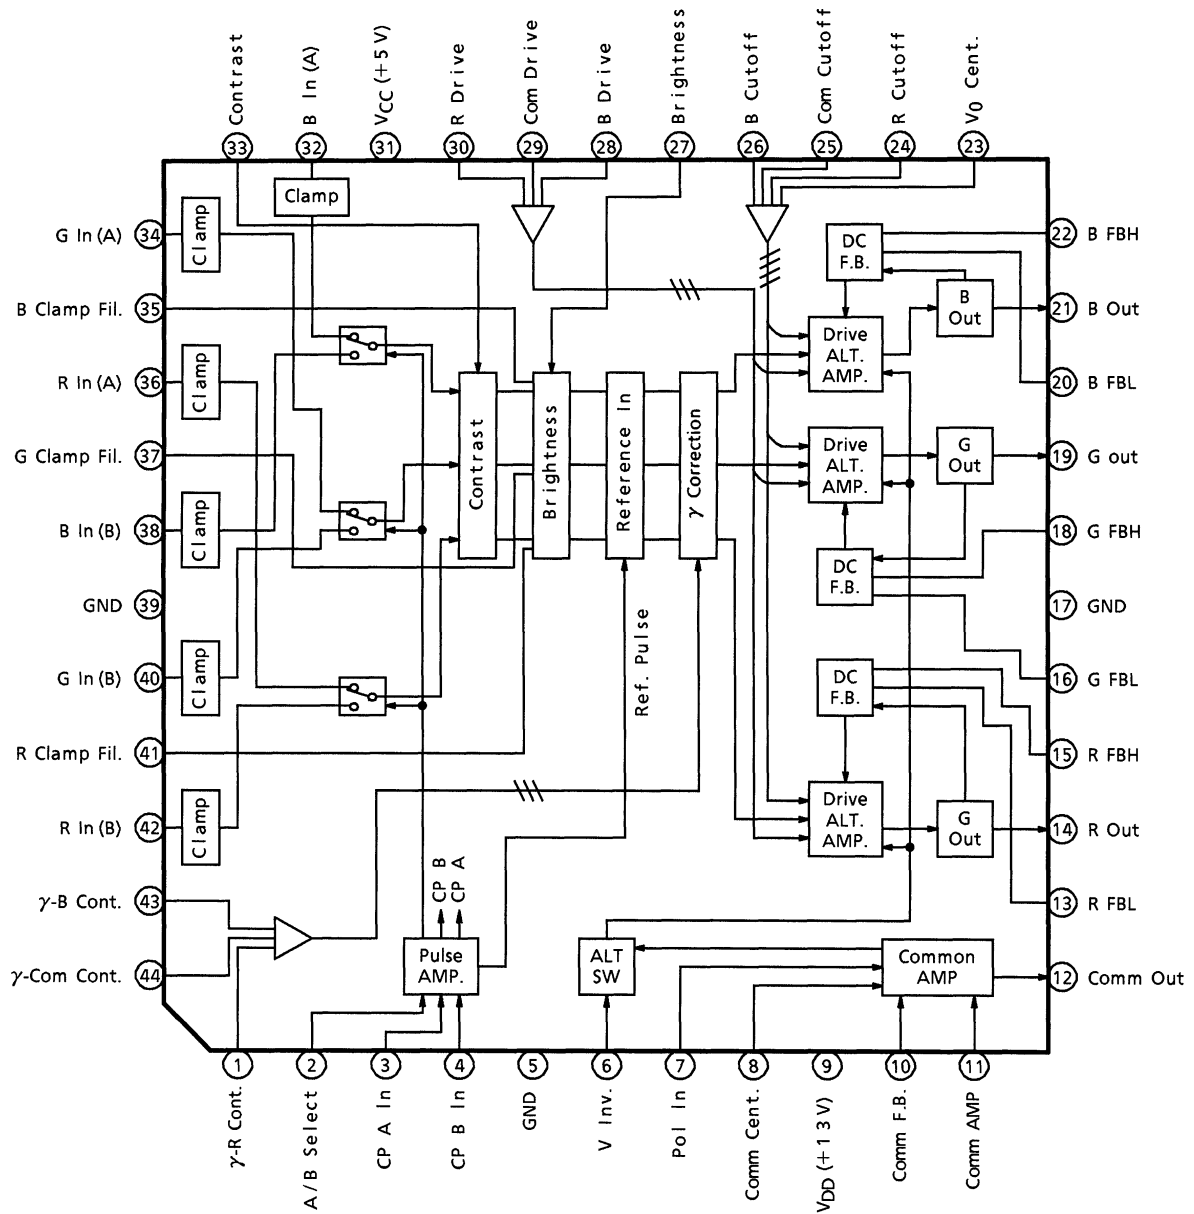 Contrast
B In (A)
VCC (+5 V)
R Drive
Com Drive
B Drive
Brightness
B Cutoff
Com Cutoff
R Cutoff
V0 Cent.
33
32
31
30
29
28
27
26
25
24
23
Clamp
G In (A) 34
Clamp
DC
F.B.
22 B FBH
B Clamp Fil. 35
B
Out
21 B Out
Drive
ALT.
AMP.
R In (A) 36
Clamp
20 B FBL
Contrast
Brightness
Reference In
γ Correction
G Clamp Fil. 37
Drive
ALT.
AMP.
G
Out
19 G out
B In (B) 38
Clamp
18 G FBH
DC
F.B.
GND 39
17 GND
Ref. Pulse
G In (B) 40
Clamp
DC
F.B.
16 G FBL
R Clamp Fil. 41
15 R FBH
R In (B) 42
Clamp
Drive
ALT.
AMP.
G
Out
14 R Out
CP B
CP A
γ-B Cont. 43
13 R FBL
Pulse
AMP.
ALT
SW
Common
AMP
γ-Com Cont. 44
12 Comm Out
1
2
3
4
5
6
7
8
9
10
11
γ-R Cont.
A/B Select
CP A In
CP B In
GND
V Inv.
Pol In
Comm Cent.
VDD (+13 V)
Comm F.B.
Comm AMP